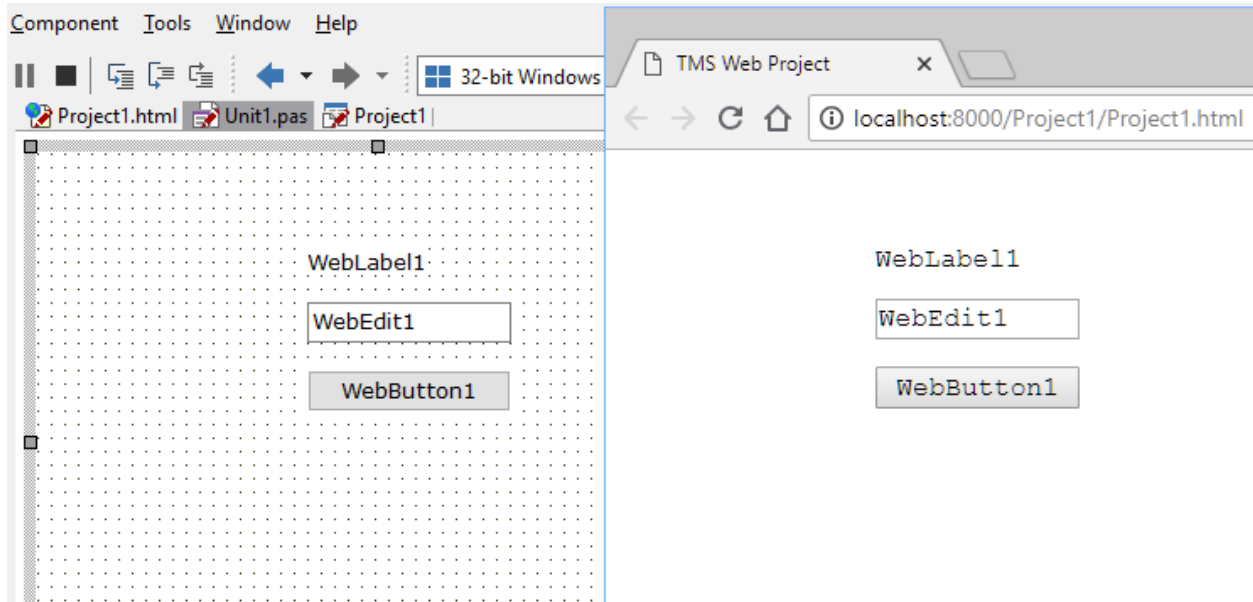 Component Tools Window Help
32-bit Windows
Project1.html Unit1.pas Project1
WebLabel1
WebEdit1
WebButton1
TMS Web Project
localhost:8000/Project1/Project1.html
WebLabel1
WebEdit1
WebButton1